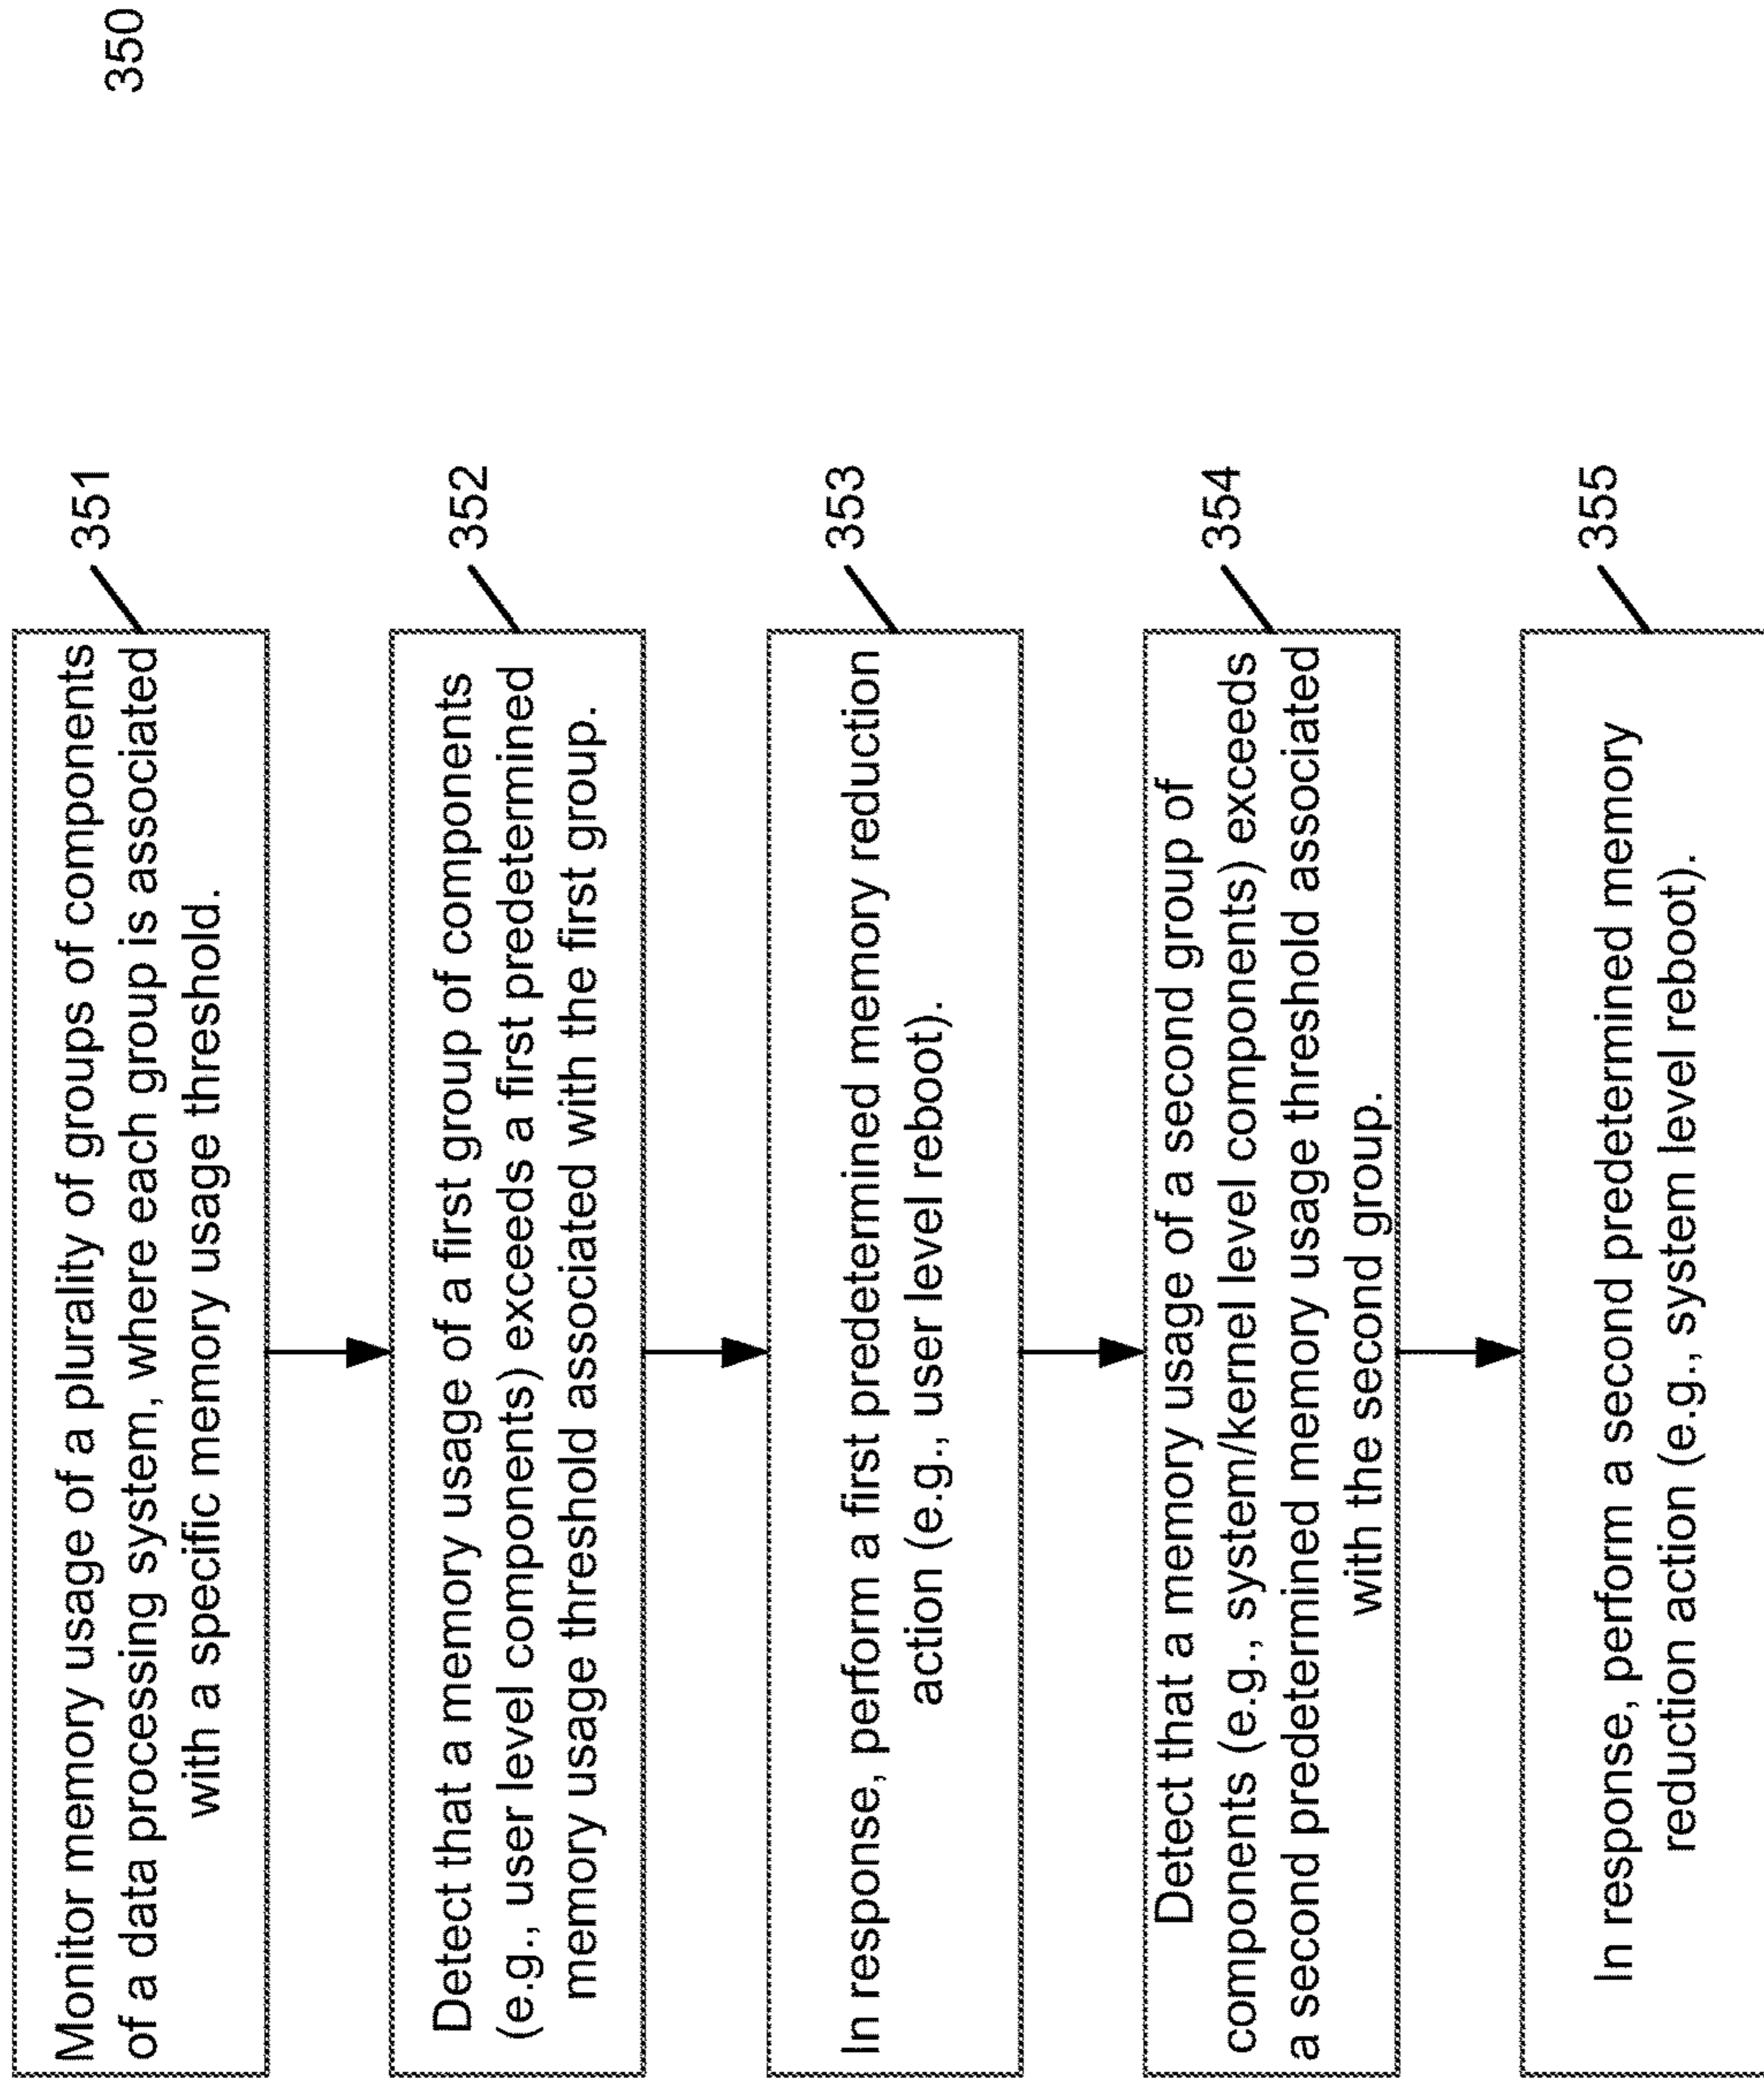 350
Monitor memory usage of a plurality of groups of components
of a data processing system, where each group is associated
with a specific memory usage threshold.
351
Detect that a memory usage of a first group of components
(e.g., user level components) exceeds a first predetermined
memory usage threshold associated with the first group.
352
In response, perform a first predetermined memory reduction
action (e.g., user level reboot).
353
Detect that a memory usage of a second group of
components (e.g., system/kernel level components) exceeds
a second predetermined memory usage threshold associated
with the second group.
354
In response, perform a second predetermined memory
reduction action (e.g., system level reboot).
355